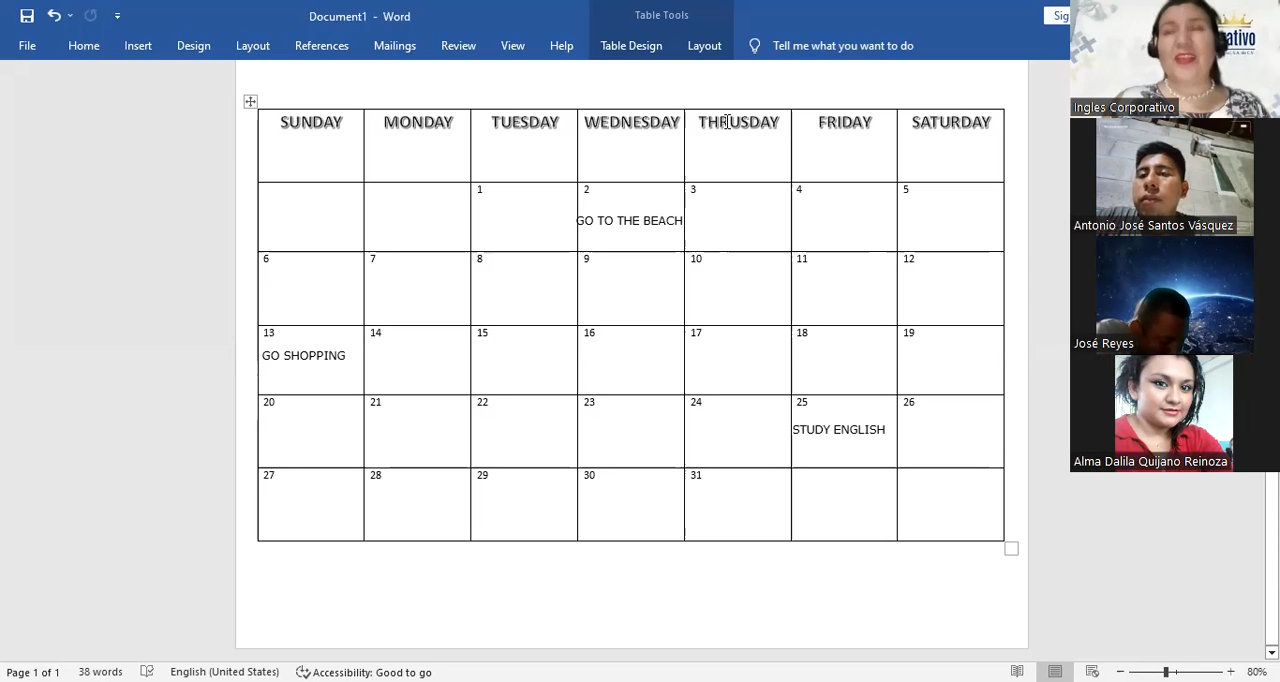 Document1 - Word
Table Tools
Sig
File Home Insert Design Layout References Mailings Review View Help Table Design Layout Tell me what you want to do
ativo
Ingles Corporativo
SUNDAY MONDAY TUESDAY WEDNESDAY THRUSDAY FRIDAY SATURDAY
1 2 3 4 5
GO TO THE BEACH
Antonio José Santos Vásquez
6 7 8 9 10 11 12
13 14 15 16 17 18 19
José Reyes
GO SHOPPING
20 21 22 23 24 25 26
STUDY ENGLISH
Alma Dalila Quijano Reinoza
27 28 29 30 31
Page 1 of 1 38 words English (United States) Accessibility: Good to go 80%